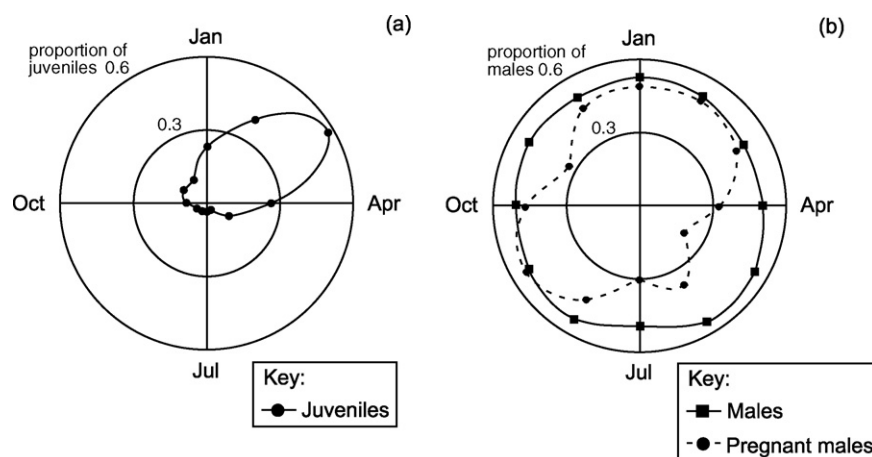 (a)
Jan
proportion of
juveniles 0.6
0.3
Oct
Apr
Jul
Key:
Juveniles
(b)
Jan
proportion of
males 0.6
0.3
Oct
Apr
Jul
Key:
Males
Pregnant males